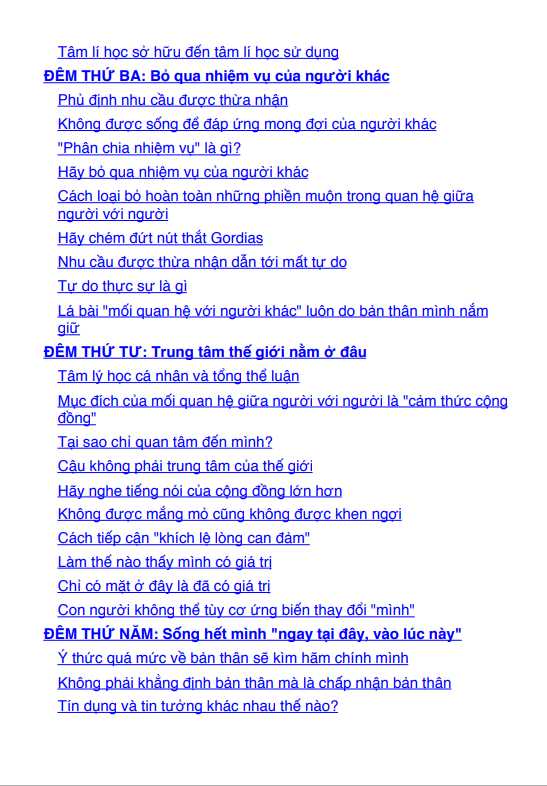 Tâm lí học sở hữu đến tâm lí học sử dụng
ĐÊM THỨ BA: Bỏ qua nhiệm vụ của người khác
Phủ định nhu cầu được thừa nhận
Không được sống để đáp ứng mong đợi của người khác
"Phân chia nhiệm vụ" là gì?
Hãy bỏ qua nhiệm vụ của người khác
Cách loại bỏ hoàn toàn những phiền muộn trong quan hệ giữa
người với người
Hãy chém đứt nút thắt Gordias
Nhu cầu được thừa nhận dẫn tới mất tự do
Tự do thực sự là gì
Lá bài "mối quan hệ với người khác" luôn do bản thân mình nắm
giữ
ĐÊM THỨ TƯ: Trung tâm thế giới nằm ở đâu
Tâm lý học cá nhân và tổng thể luận
Mục đích của mối quan hệ giữa người với người là "cảm thức cộng
đồng"
Tại sao chỉ quan tâm đến mình?
Cậu không phải trung tâm của thế giới
Hãy nghe tiếng nói của cộng đồng lớn hơn
Không được mắng mỏ cũng không được khen ngợi
Cách tiếp cận "khích lệ lòng can đảm"
Làm thế nào thấy mình có giá trị
Chỉ có mặt ở đây là đã có giá trị
Con người không thể tùy cơ ứng biến thay đổi "mình"
ĐÊM THỨ NĂM: Sống hết mình "ngay tại đây, vào lúc này"
Ý thức quá mức về bản thân sẽ kìm hãm chính mình
Không phải khẳng định bản thân mà là chấp nhận bản thân
Tín dụng và tin tưởng khác nhau thế nào?